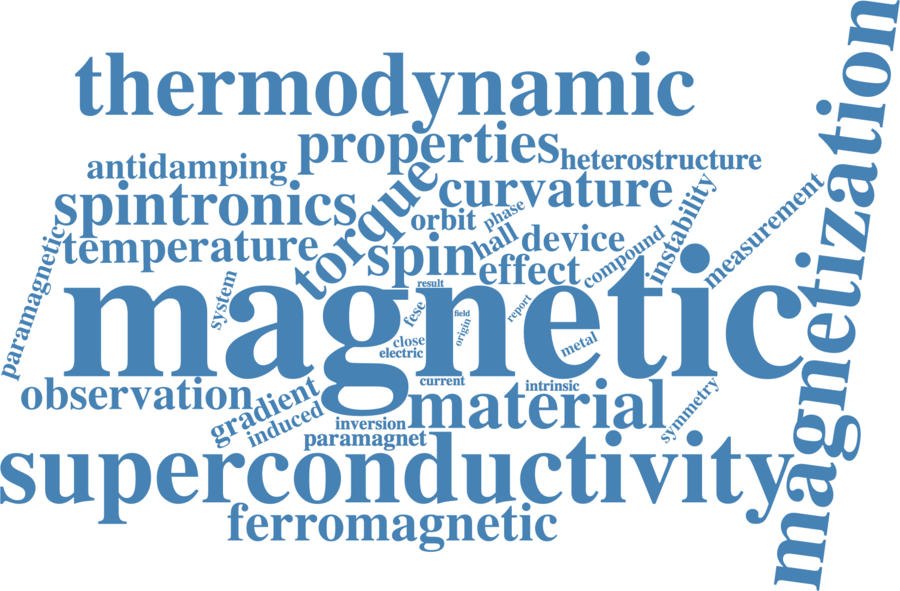 thermodynamic
properties
antidamping
heterostructure
spintronics
torque
curvature
orbit
phase
instability
measurement
magnetization
paramagnetic
temperature
spin
hall
device
effect
compound
system
magnetic
result
fese
field
origin
report
close
electric
metal
observation
gradient
induced
current
intrinsic
material
symmetry
inversion
paramagnet
superconductivity
ferromagnetic